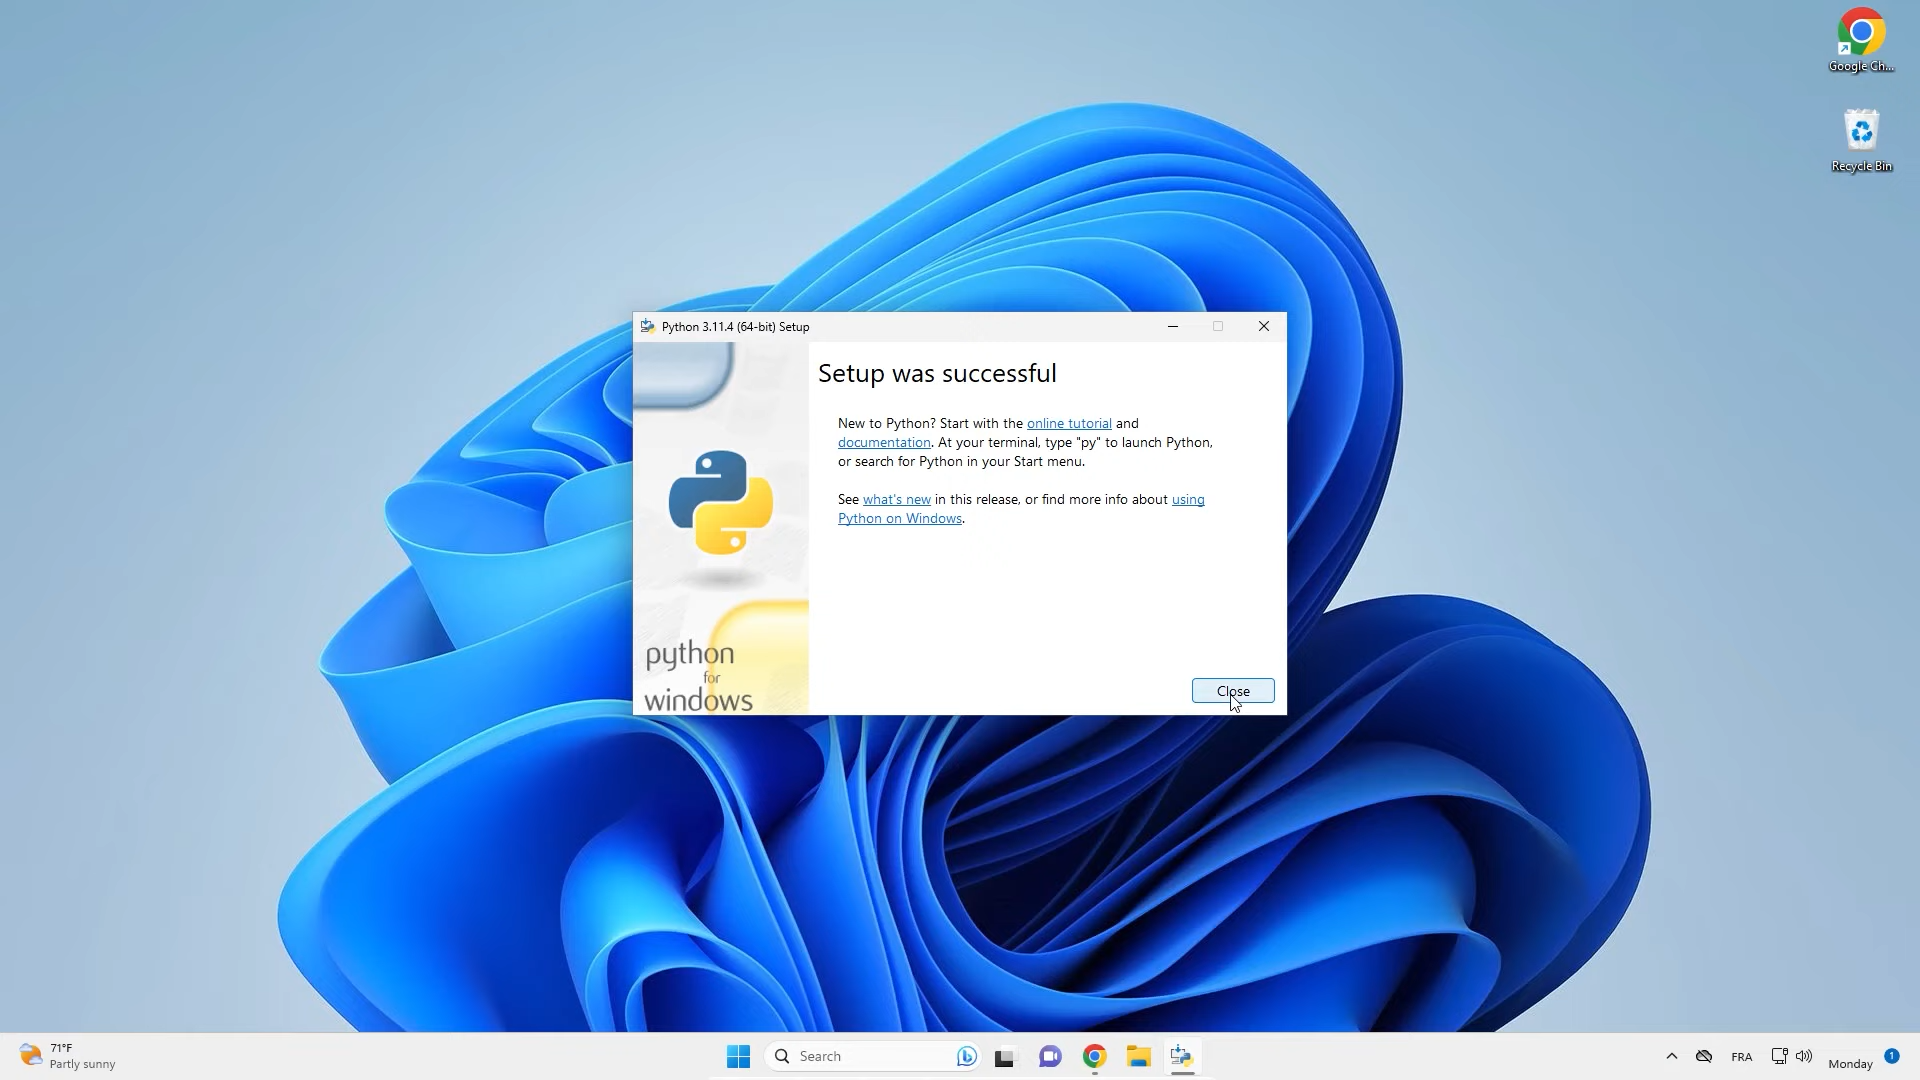 Google Ch...
Recycle Bin
Python 3.11.4 (64-bit) Setup
Setup was successful
New to Python? Start with the online tutorial and
documentation. At your terminal, type "py" to launch Python,
or search for Python in your Start menu.
See what's new in this release, or find more info about using
Python on Windows.
python
for
windows
Close
71°F
Partly sunny
Search
FRA
Monday
1